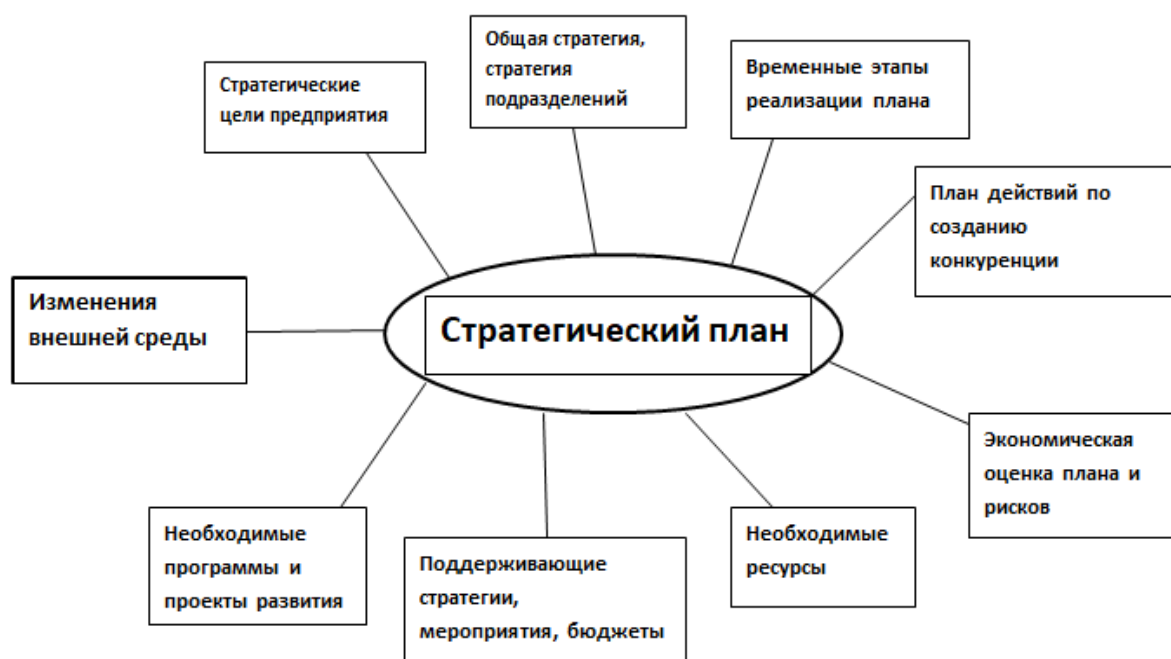 Общая стратегия,
стратегия
подразделений
Стратегические
цели предприятия
Временные этапы
реализации плана
План действий по
созданию
конкуренции
Изменения
внешней среды
Стратегический план
Экономическая
оценка плана и
рисков
Необходимые
программы и
проекты развития
Поддерживающие
стратегии,
мероприятия, бюджеты
Необходимые
ресурсы